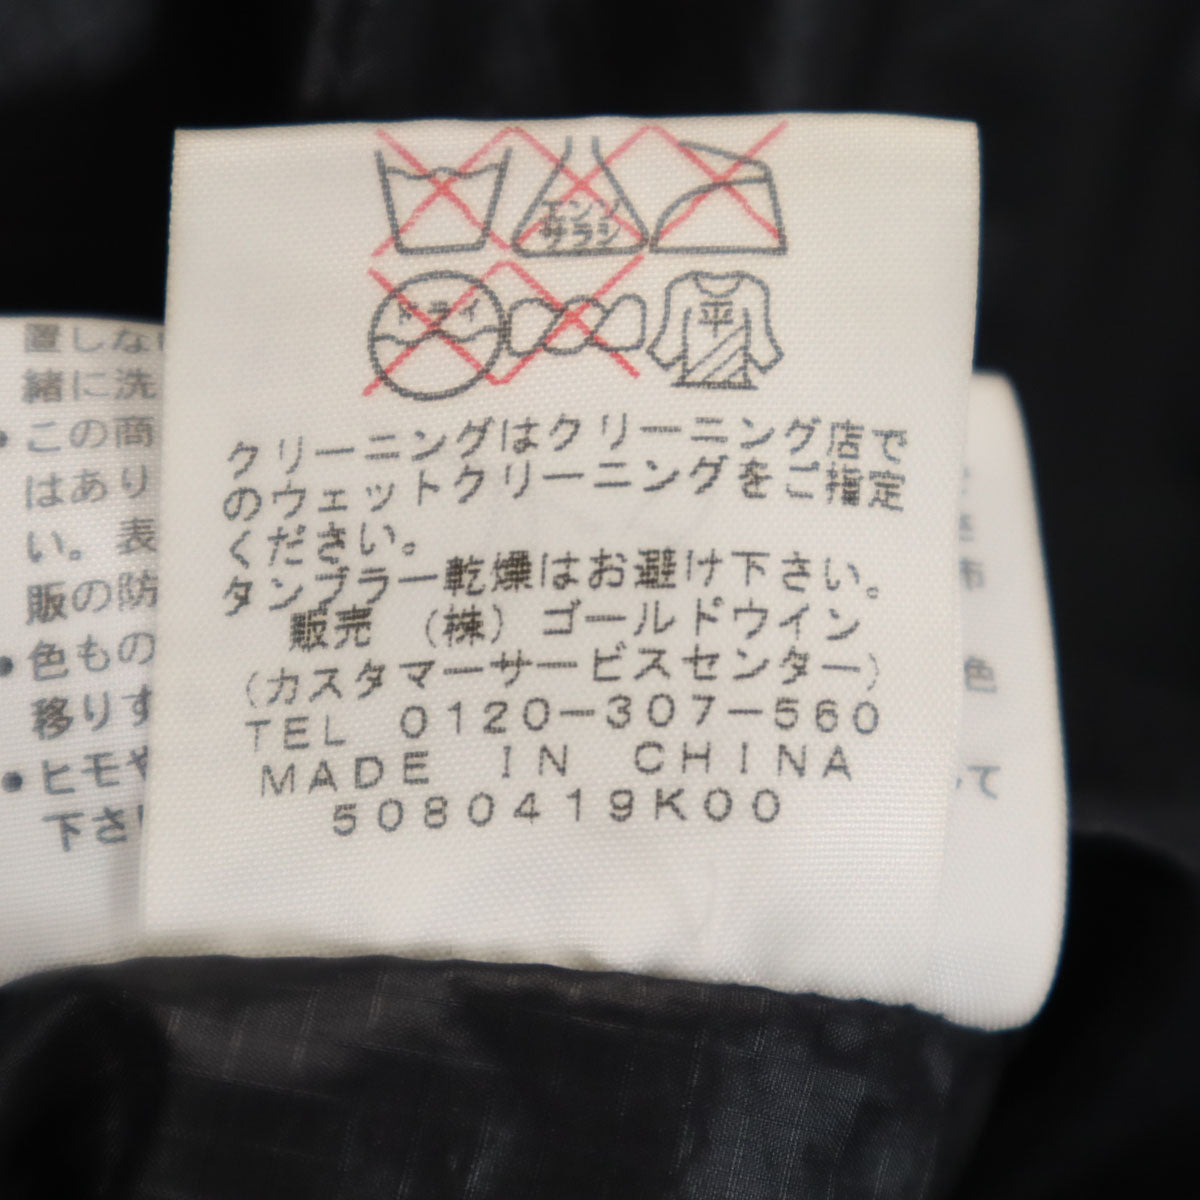 エンソ
サラシ
ドライ
平
クリーニングはクリーニング店で
のウェットクリーニングをご指定
ください。
タンブラー乾燥はお避け下さい。
販売 (株) ゴールドウイン
(カスタマーサービスセンター)
TEL 0120-307-560
MADE IN CHINA
5080419K00
置しな
緒に洗
•この商
はあり
い。表
販の防
•色もの
移りす
•ヒモや
下さい
色
て